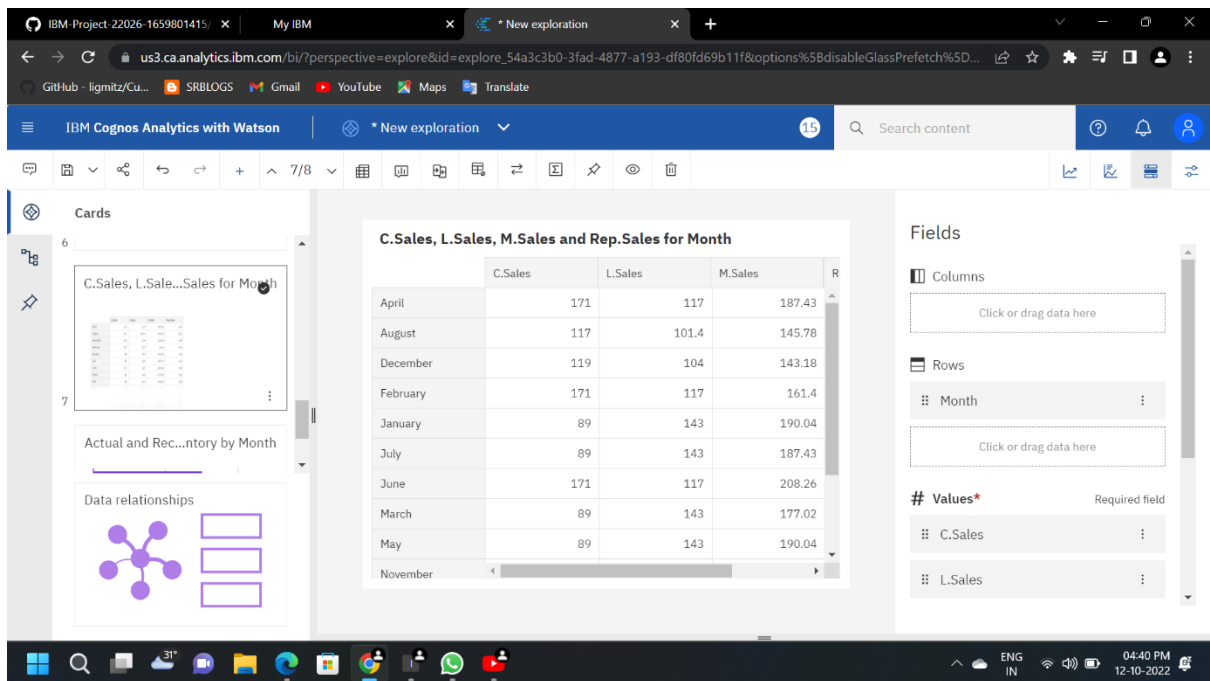 IBM-Project-22026-1659801415/
My IBM
* New exploration
us3.ca.analytics.ibm.com/bi/?perspective=explore&id=explore_54a3c3b0-3fad-4877-a193-df80fd69b11f&options%5BdisableGlassPrefetch%5D...
GitHub - ligmitz/Cu...
SRBLOGS
Gmail
YouTube
Maps
Translate
IBM Cognos Analytics with Watson
* New exploration
15
Search content
7/8
Cards
6
C.Sales, L.Sale...Sales for Month
7
Actual and Rec...ntory by Month
Data relationships
C.Sales, L.Sales, M.Sales and Rep.Sales for Month
C.Sales L.Sales M.Sales R
April 171 117 187.43
August 117 101.4 145.78
December 119 104 143.18
February 171 117 161.4
January 89 143 190.04
July 89 143 187.43
June 171 117 208.26
March 89 143 177.02
May 89 143 190.04
November
Fields
Columns
Click or drag data here
Rows
Month
Click or drag data here
# Values* Required field
C.Sales
L.Sales
31°
ENG
IN
04:40 PM
12-10-2022